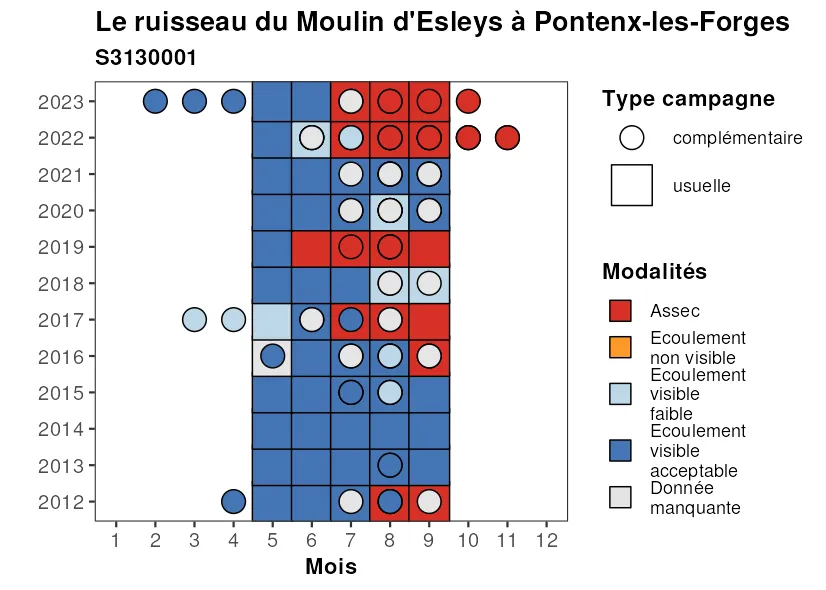 Le ruisseau du Moulin d'Esleys à Pontenx-les-Forges
S3130001
2023
2022
2021
2020
2019
2018
2017
2016
2015
2014
2013
2012
1 2 3 4 5 6 7 8 9 10 11 12
Mois
Type campagne
complémentaire
usuelle
Modalités
Assec
Ecoulement
non visible
Ecoulement
visible
faible
Ecoulement
visible
acceptable
Donnée
manquante